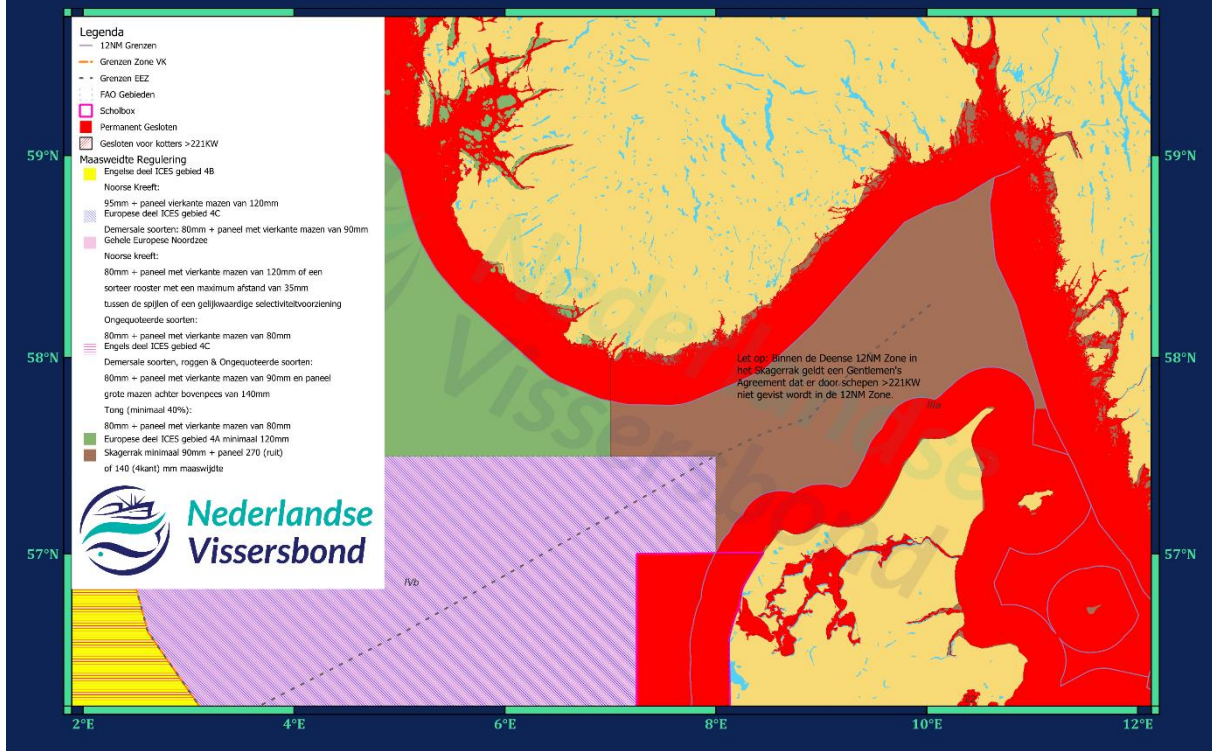 Legenda
12NM Grenzen
Grenzen Zone VK
Grenzen EEZ
FAO Gebieden
Scholbox
Permanent Gesloten
Gesloten voor kotters >221KW
Maasweidte Regulering
Engelse deel ICES gebied 4B
Noorse Kreeft:
95mm + paneel vierkante mazen van 120mm
Europese deel ICES gebied 4C
Demersale soorten: 80mm + paneel met vierkante mazen van 90mm
Gehele Europese Noordzee
Noorse kreeft:
80mm + paneel met vierkante mazen van 120mm of een
sorteer rooster met een maximum afstand van 35mm
tussen de spijlen of een gelijkwaardige selectiviteitvoorziening
Ongequoteerde soorten:
80mm + paneel met vierkante mazen van 80mm
Engels deel ICES gebied 4C
Demersale soorten, roggen & Ongequoteerde soorten:
80mm + paneel met vierkante mazen van 90mm en paneel
grote mazen achter bovenpees van 140mm
Tong (minimaal 40%):
80mm + paneel met vierkante mazen van 80mm
Europese deel ICES gebied 4A minimaal 120mm
Skagerrak minimaal 90mm + paneel 270 (ruit)
of 140 (4kant) mm maaswijdte
Nederlandse
Vissersbond
Nederlandse
Vissersbond
Let op: Binnen de Deense 12NM Zone in
het Skagerrak geldt een Gentlemen's
Agreement dat er door schepen >221KW
niet gevist wordt in de 12NM Zone.
IIIa
IVb
59°N
58°N
57°N
59°N
58°N
57°N
2°E
4°E
6°E
8°E
10°E
12°E